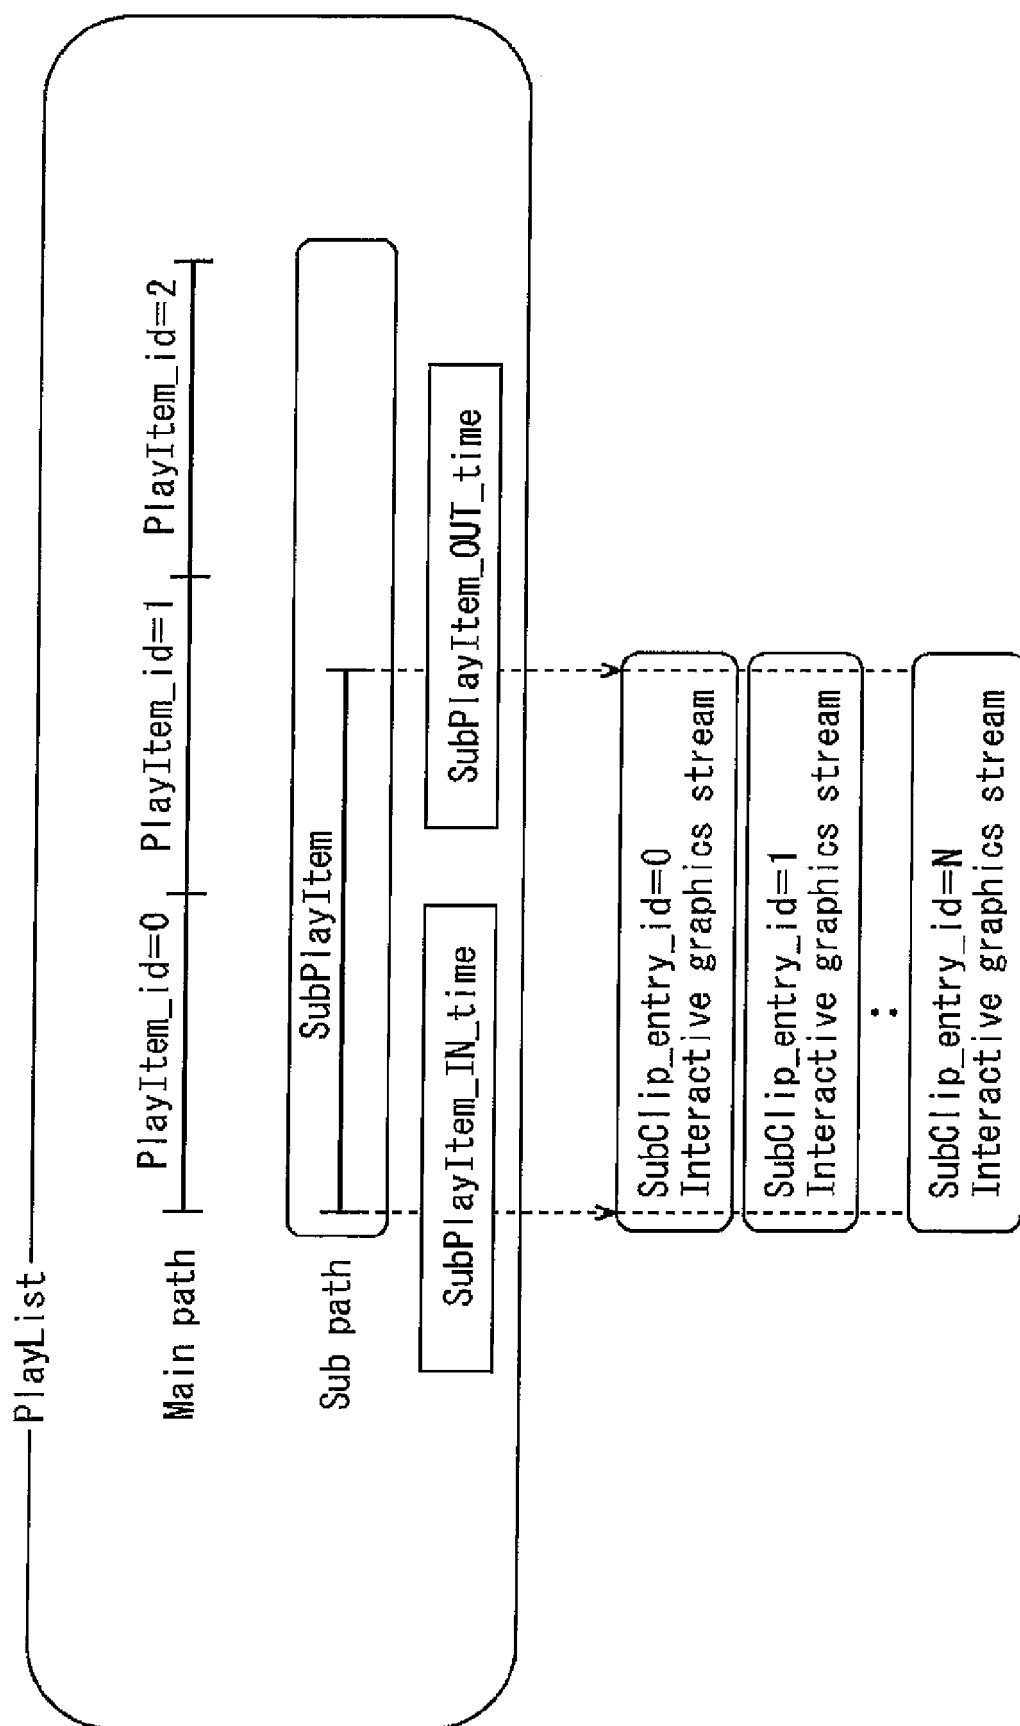 PlayList
Main path
PlayItem_id=0 PlayItem_id=1 PlayItem_id=2
Sub path
SubPlayItem
SubPlayItem_IN_time
SubPlayItem_OUT_time
SubClip_entry_id=0
Interactive graphics stream
SubClip_entry_id=1
Interactive graphics stream
SubClip_entry_id=N
Interactive graphics stream